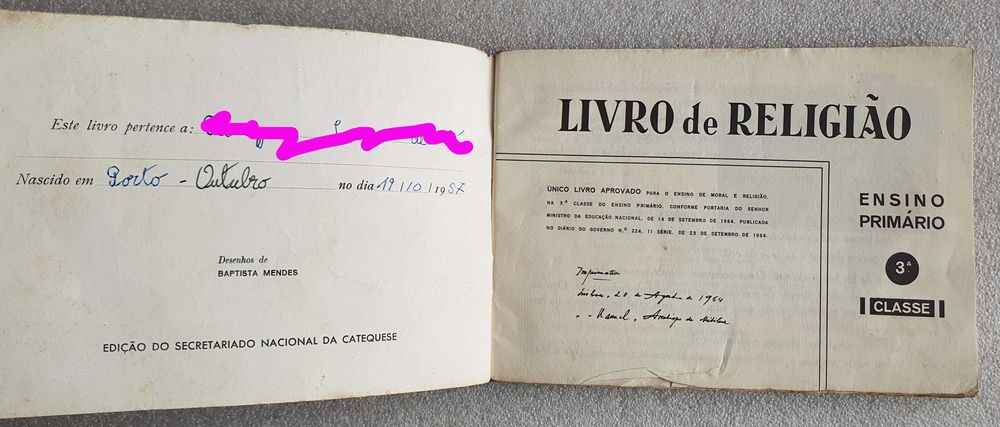 Este livro pertence a:
Nascido em Porto - Outubro no dia 19/10/1957
Desenhos de
BAPTISTA MENDES
EDIÇÃO DO SECRETARIADO NACIONAL DA CATEQUESE
LIVRO de RELIGIÃO
ÚNICO LIVRO APROVADO PARA O ENSINO DE MORAL E RELIGIÃO,
NA 3.ª CLASSE DO ENSINO PRIMÁRIO, CONFORME PORTARIA DO SENHOR
MINISTRO DA EDUCAÇÃO NACIONAL, DE 14 DE SETEMBRO DE 1964, PUBLICADA
NO DIÁRIO DO GOVERNO N.º 224, II SÉRIE, DE 23 DE SETEMBRO DE 1964.
Imprimatur
Lisboa, 20 de Agosto de 1964
Manuel, Arcebispo de Mitilene
ENSINO
PRIMÁRIO
3.ª
CLASSE